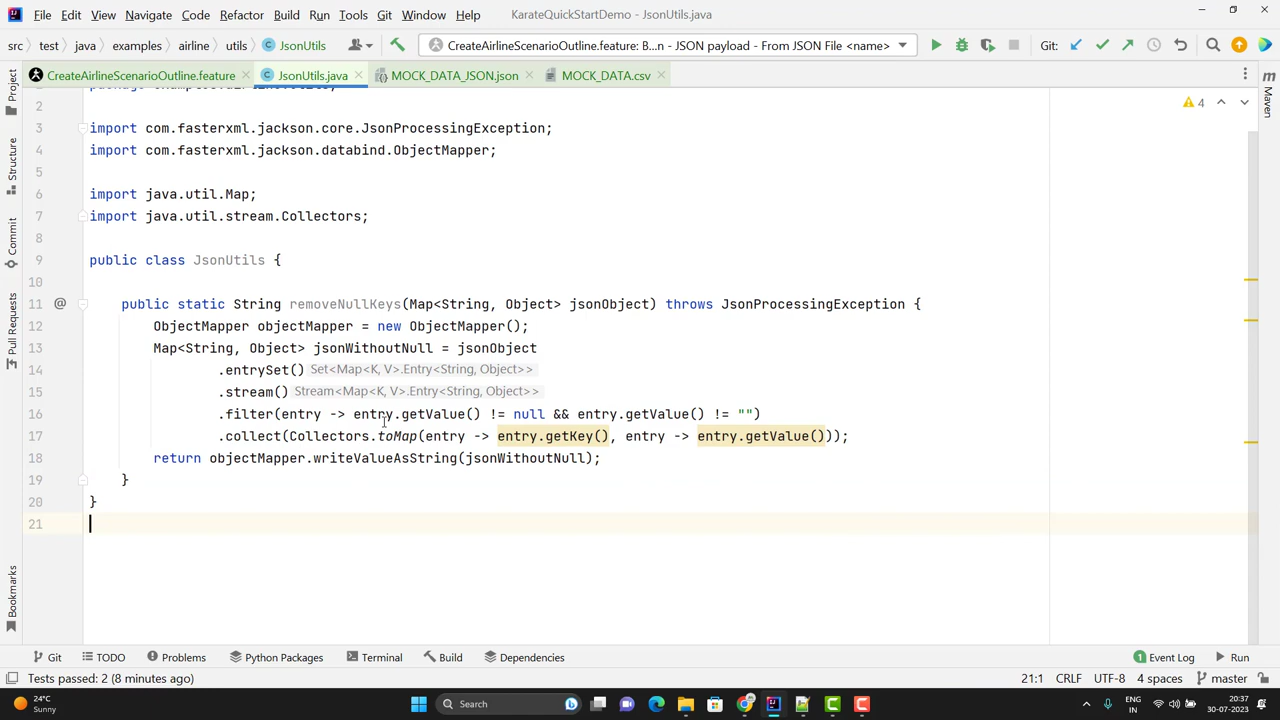 File Edit View Navigate Code Refactor Build Run Tools Git Window Help KarateQuickStartDemo - JsonUtils.java
src test java examples airline utils JsonUtils CreateAirlineScenarioOutline.feature: B...n - JSON payload - From JSON File <name> Git:
CreateAirlineScenarioOutline.feature JsonUtils.java MOCK_DATA_JSON.json MOCK_DATA.csv
4
2
3 import com.fasterxml.jackson.core.JsonProcessingException;
4 import com.fasterxml.jackson.databind.ObjectMapper;
5
6 import java.util.Map;
7 import java.util.stream.Collectors;
8
9 public class JsonUtils {
10
11 @ public static String removeNullKeys(Map<String, Object> jsonObject) throws JsonProcessingException {
12 ObjectMapper objectMapper = new ObjectMapper();
13 Map<String, Object> jsonWithoutNull = jsonObject
14 .entrySet() Set<Map<K, V>.Entry<String, Object>>
15 .stream() Stream<Map<K, V>.Entry<String, Object>>
16 .filter(entry -> entry.getValue() != null && entry.getValue() != "")
17 .collect(Collectors.toMap(entry -> entry.getKey(), entry -> entry.getValue()));
18 return objectMapper.writeValueAsString(jsonWithoutNull);
19 }
20 }
21
Project
Structure
Commit
Pull Requests
Bookmarks
Maven
Git TODO Problems Python Packages Terminal Build Dependencies 1 Event Log Run
Tests passed: 2 (8 minutes ago) 21:1 CRLF UTF-8 4 spaces master
24°C
Sunny
Search
ENG
IN
20:37
30-07-2023